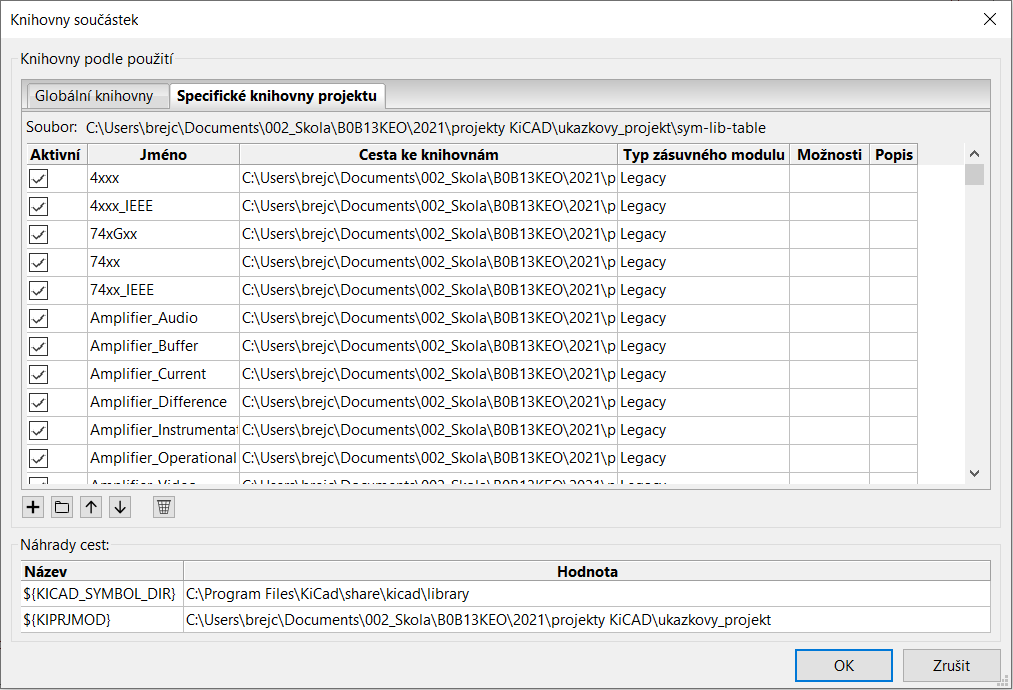 Knihovny součástek
Knihovny podle použití
Globální knihovny Specifické knihovny projektu
Soubor: C:\Users\brejc\Documents\002_Skola\B0B13KEO\2021\projekty KiCAD\ukazkovy_projekt\sym-lib-table
Aktivní Jméno Cesta ke knihovnám Typ zásuvného modulu Možnosti Popis
4xxx C:\Users\brejc\Documents\002_Skola\B0B13KEO\2021\p Legacy
4xxx_IEEE C:\Users\brejc\Documents\002_Skola\B0B13KEO\2021\p Legacy
74xGxx C:\Users\brejc\Documents\002_Skola\B0B13KEO\2021\p Legacy
74xx C:\Users\brejc\Documents\002_Skola\B0B13KEO\2021\p Legacy
74xx_IEEE C:\Users\brejc\Documents\002_Skola\B0B13KEO\2021\p Legacy
Amplifier_Audio C:\Users\brejc\Documents\002_Skola\B0B13KEO\2021\p Legacy
Amplifier_Buffer C:\Users\brejc\Documents\002_Skola\B0B13KEO\2021\p Legacy
Amplifier_Current C:\Users\brejc\Documents\002_Skola\B0B13KEO\2021\p Legacy
Amplifier_Difference C:\Users\brejc\Documents\002_Skola\B0B13KEO\2021\p Legacy
Amplifier_Instrumentat C:\Users\brejc\Documents\002_Skola\B0B13KEO\2021\p Legacy
Amplifier_Operational C:\Users\brejc\Documents\002_Skola\B0B13KEO\2021\p Legacy
Amplifier_Video C:\Users\brejc\Documents\002_Skola\B0B13KEO\2021\p Legacy
Náhrady cest:
Název Hodnota
${KICAD_SYMBOL_DIR} C:\Program Files\KiCad\share\kicad\library
${KIPRJMOD} C:\Users\brejc\Documents\002_Skola\B0B13KEO\2021\projekty KiCAD\ukazkovy_projekt
OK Zrušit